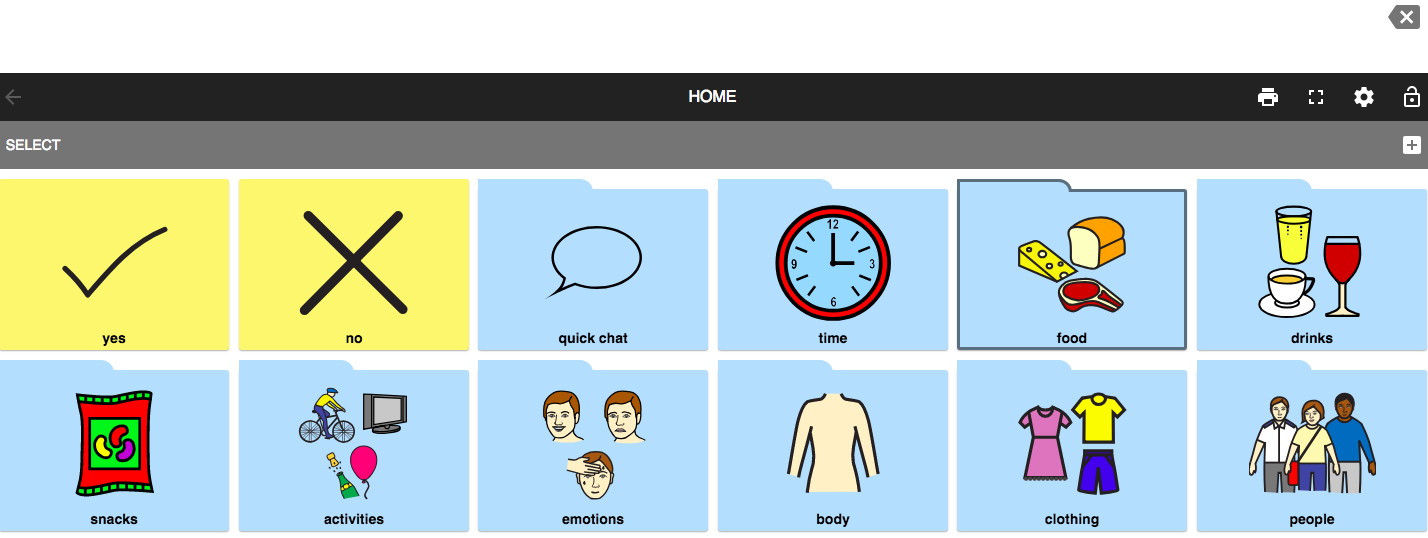 HOME
SELECT
yes
no
quick chat
12
9
3
6
time
food
drinks
snacks
activities
emotions
body
clothing
people